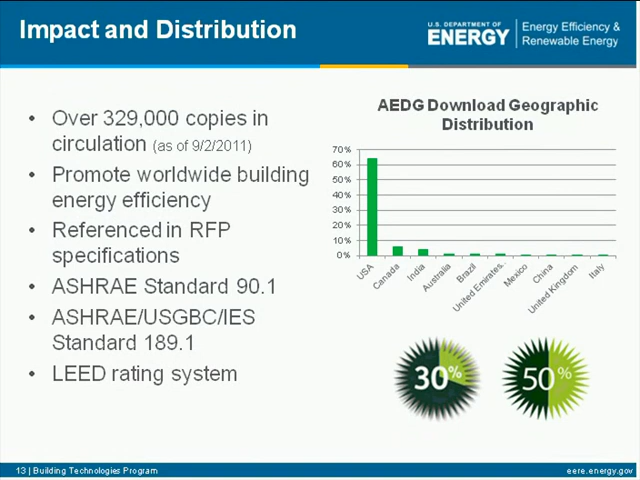 Impact and Distribution
U.S. DEPARTMENT OF
ENERGY
Energy Efficiency &
Renewable Energy
• Over 329,000 copies in
circulation (as of 9/2/2011)
• Promote worldwide building
energy efficiency
• Referenced in RFP
specifications
• ASHRAE Standard 90.1
• ASHRAE/USGBC/IES
Standard 189.1
• LEED rating system
AEDG Download Geographic
Distribution
70%
60%
50%
40%
30%
20%
10%
0%
USA
Canada
India
Australia
Brazil
United Emirates.
Mexico
China
United Kingdom
Italy
30%
50%
13 | Building Technologies Program
eere.energy.gov